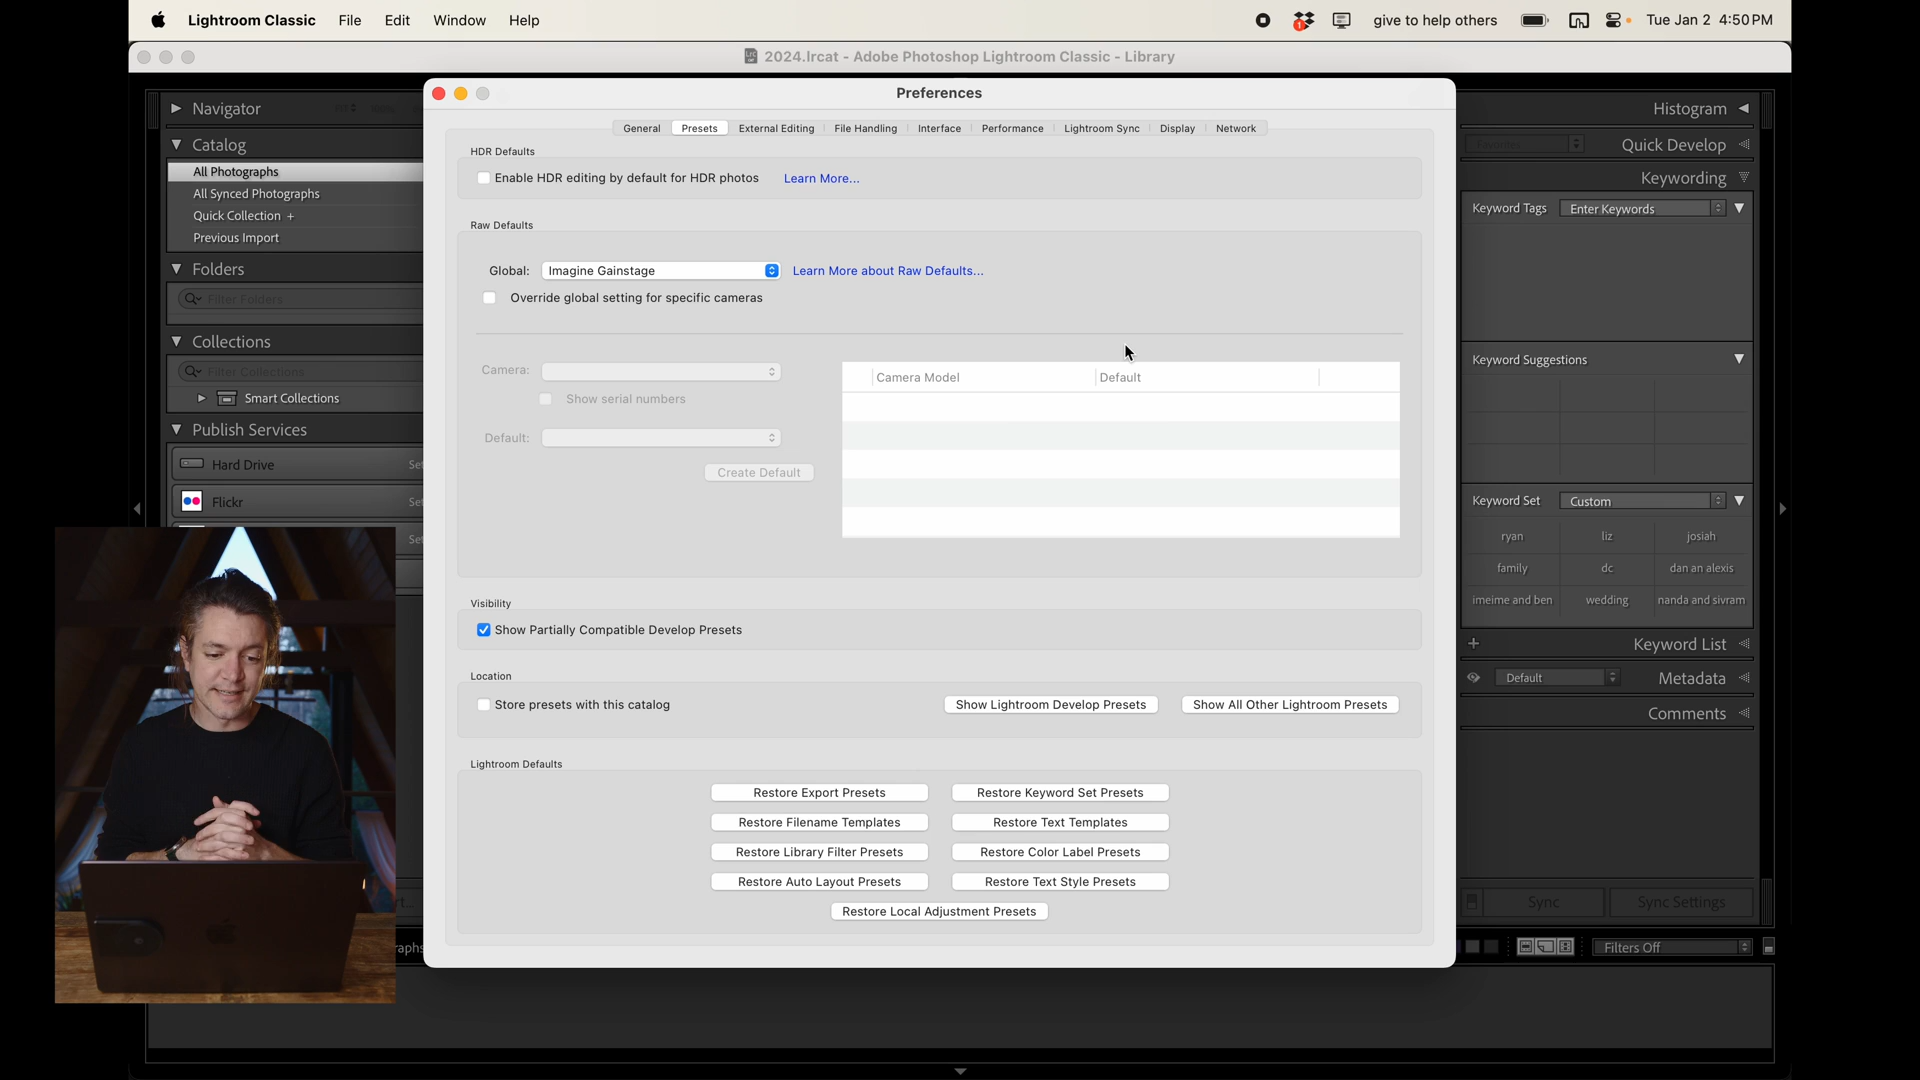 Lightroom Classic File Edit Window Help
1
give to help others
Tue Jan 2 4:50 PM
2024.lrcat - Adobe Photoshop Lightroom Classic - Library
Navigator
Catalog
All Photographs
All Synced Photographs
Quick Collection +
Previous Import
Folders
Filter Folders
Collections
Filter Collections
Smart Collections
Publish Services
Hard Drive
Set
Flickr
Set
Set
Preferences
General Presets External Editing File Handling Interface Performance Lightroom Sync Display Network
HDR Defaults
Enable HDR editing by default for HDR photos Learn More...
Raw Defaults
Global: Imagine Gainstage Learn More about Raw Defaults...
Override global setting for specific cameras
Camera:
Show serial numbers
Default:
Create Default
Camera Model Default
Visibility
Show Partially Compatible Develop Presets
Location
Store presets with this catalog Show Lightroom Develop Presets Show All Other Lightroom Presets
Lightroom Defaults
Restore Export Presets Restore Keyword Set Presets
Restore Filename Templates Restore Text Templates
Restore Library Filter Presets Restore Color Label Presets
Restore Auto Layout Presets Restore Text Style Presets
Restore Local Adjustment Presets
Histogram
Quick Develop
Keywording
Keyword Tags Enter Keywords
Keyword Suggestions
Keyword Set Custom
ryan liz josiah
family dc dan an alexis
imeime and ben wedding nanda and sivram
+ Keyword List
Default Metadata
Comments
Sync Sync Settings
Filters Off